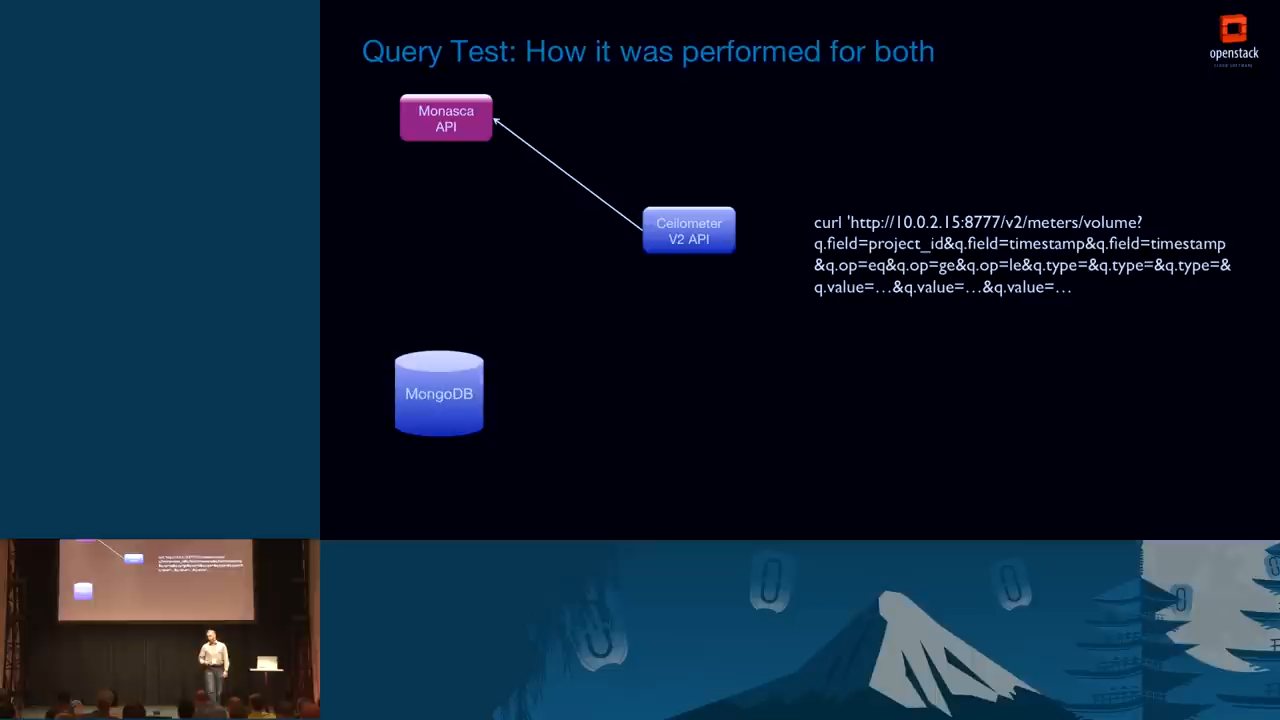 Query Test: How it was performed for both
openstack
Monasca
API
Ceilometer
V2 API
curl 'http://10.0.2.15:8777/v2/meters/volume?
q.field=project_id&q.field=timestamp&q.field=timestamp
&q.op=eq&q.op=ge&q.op=le&q.type=&q.type=&q.type=&
q.value=…&q.value=…&q.value=…
MongoDB